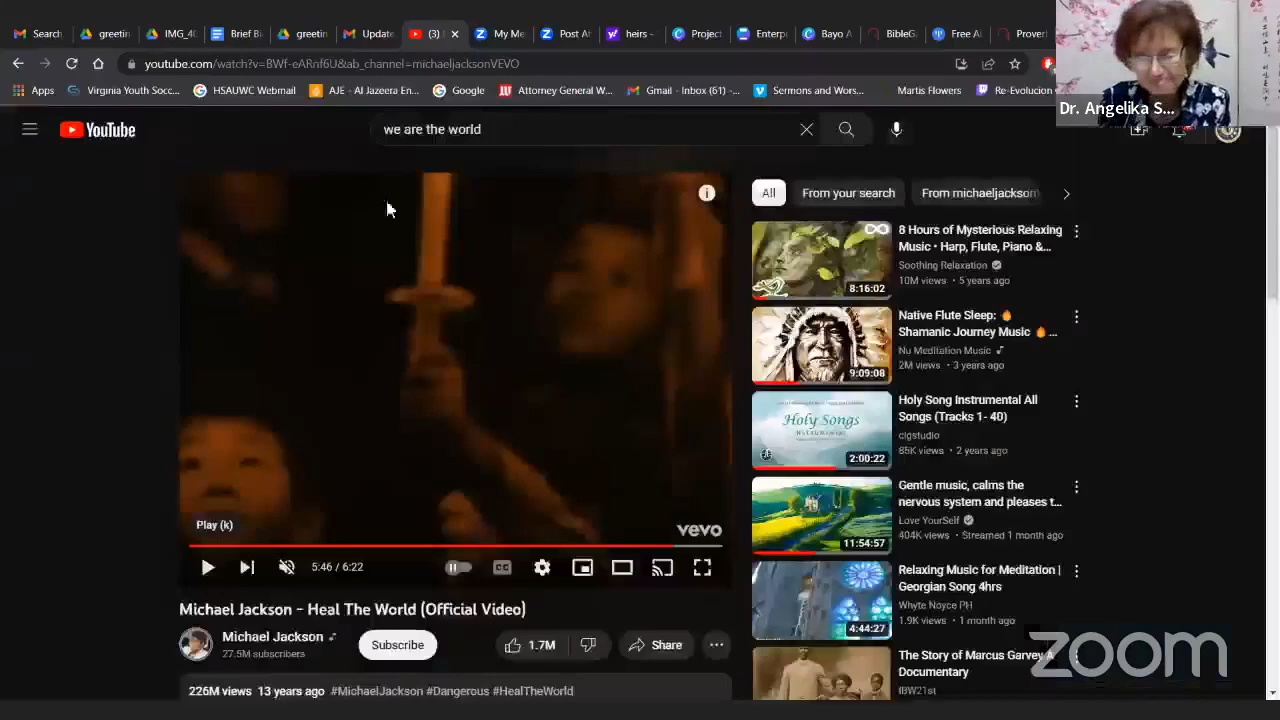 Search
greetin
IMG_40
Brief Bi
greetin
Update
(3)
My Me
Post At
heirs -
Project
Enterp
Bayo A
BibleG
Free AI
Proverl
youtube.com/watch?v=BWf-eARnf6U&ab_channel=michaeljacksonVEVO
Apps
Virginia Youth Socc...
HSAUWC Webmail
AJE - Al Jazeera En...
Google
Attorney General W...
Gmail - Inbox (61) -...
Sermons and Wors...
Martis Flowers
Re-Evolution
Dr. Angelika S...
YouTube
we are the world
All
From your search
From michaeljackson
8 Hours of Mysterious Relaxing
Music • Harp, Flute, Piano &...
Soothing Relaxation
10M views • 5 years ago
8:16:02
Native Flute Sleep: 🔥
Shamanic Journey Music 🔥 ...
Nu Meditation Music
2M views • 3 years ago
9:09:08
Holy Songs
Holy Song Instrumental All
Songs (Tracks 1- 40)
clgstudio
85K views • 2 years ago
2:00:22
Gentle music, calms the
nervous system and pleases t...
Love YourSelf
404K views • Streamed 1 month ago
11:54:57
Relaxing Music for Meditation |
Georgian Song 4hrs
Whyte Noyce PH
1.9K views • 1 month ago
4:44:27
The Story of Marcus Garvey A
Documentary
IBW21st
Play (k)
vevo
5:46 / 6:22
CC
Michael Jackson - Heal The World (Official Video)
Michael Jackson
27.5M subscribers
Subscribe
1.7M
Share
226M views 13 years ago #MichaelJackson #Dangerous #HealTheWorld
zoom